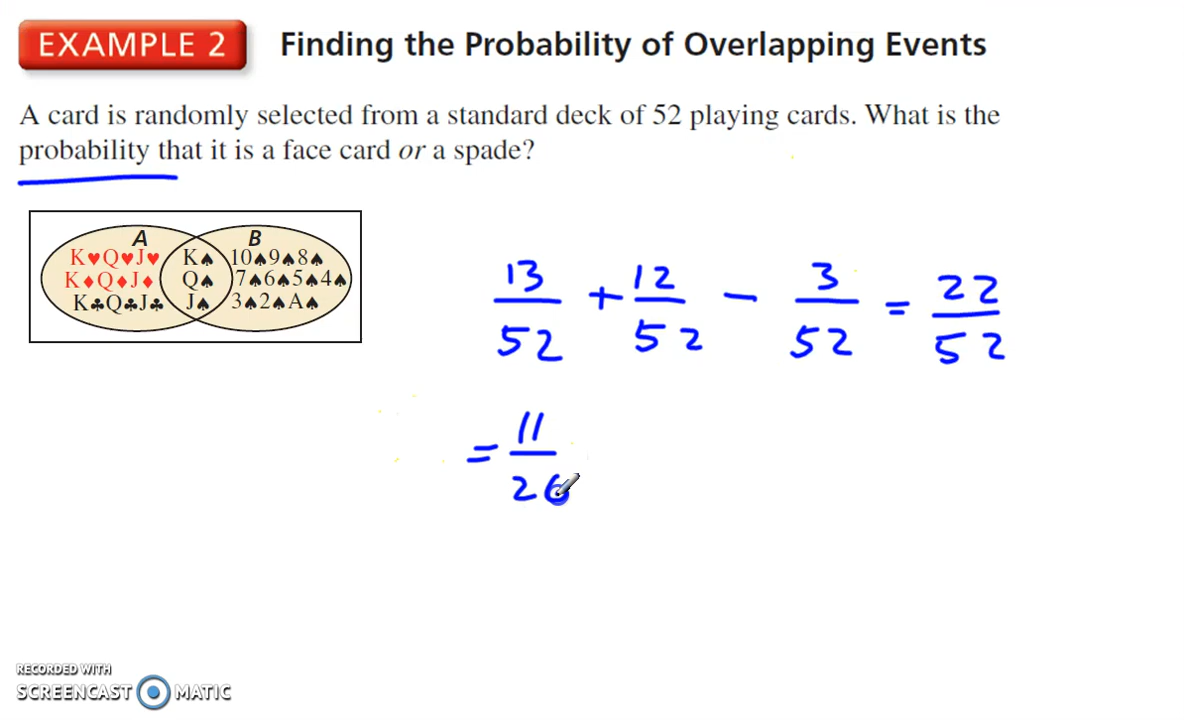 EXAMPLE 2 Finding the Probability of Overlapping Events
A card is randomly selected from a standard deck of 52 playing cards. What is the
probability that it is a face card or a spade?
A B
K♥Q♥J♥ K♠ 10♠9♠8♠
K♦Q♦J♦ Q♠ 7♠6♠5♠4♠
K♣Q♣J♣ J♠ 3♠2♠A♠
13/52 + 12/52 - 3/52 = 22/52
= 11/26
RECORDED WITH
SCREENCAST MATIC